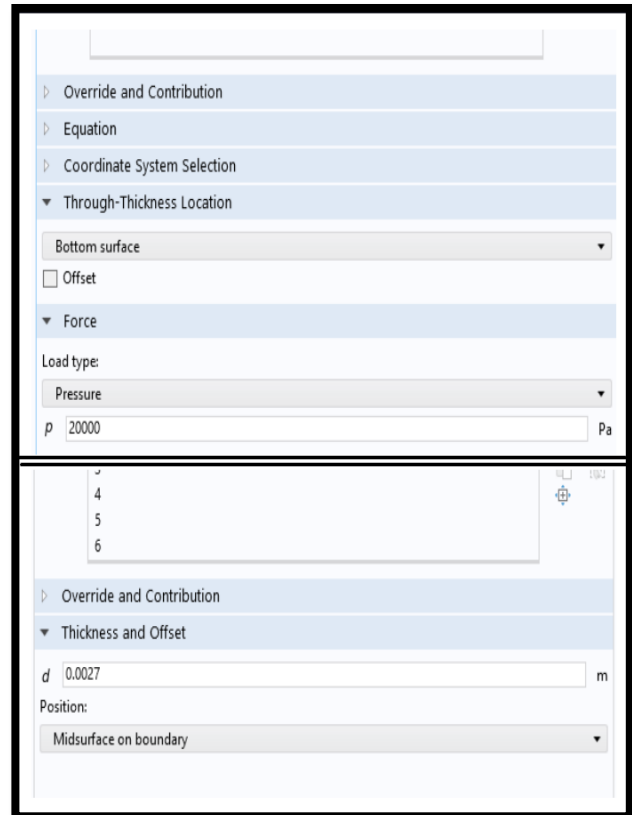 Override and Contribution
Equation
Coordinate System Selection
Through-Thickness Location
Bottom surface
Offset
Force
Load type:
Pressure
p 20000 Pa
4
5
6
Override and Contribution
Thickness and Offset
d 0.0027 m
Position:
Midsurface on boundary